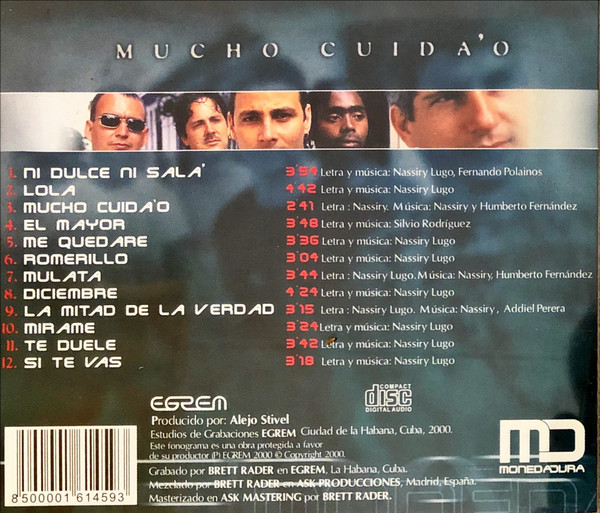 MUCHO CUIDA'O
1. NI DULCE NI SALA' 3'54 Letra y música: Nassiry Lugo, Fernando Polainos
2. LOLA 4'42 Letra y música: Nassiry Lugo
3. MUCHO CUIDA'O 2'41 Letra : Nassiry. Música: Nassiry y Humberto Fernández
4. EL MAYOR 3'48 Letra y música: Silvio Rodríguez
5. ME QUEDARE 3'36 Letra y música: Nassiry Lugo
6. ROMERILLO 3'04 Letra y música: Nassiry Lugo
7. MULATA 3'44 Letra : Nassiry Lugo. Música: Nassiry, Humberto Fernández
8. DICIEMBRE 4'24 Letra y música: Nassiry Lugo
9. LA MITAD DE LA VERDAD 3'15 Letra : Nassiry Lugo. Música: Nassiry , Addiel Perera
10. MIRAME 3'24 Letra y música: Nassiry Lugo
11. TE DUELE 3'42 Letra y música: Nassiry Lugo
12. SI TE VAS 3'18 Letra y música: Nassiry Lugo
EGREM
COMPACT
disc
DIGITAL AUDIO
Producido por: Alejo Stivel
Estudios de Grabaciones EGREM Ciudad de la Habana, Cuba, 2000.
Este fonograma es una obra protegida a favor
de su productor (P) EGREM 2000 © Copyright 2000.
Grabado por BRETT RADER en EGREM, La Habana, Cuba.
Mezclado por BRETT RADER en ASK PRODUCCIONES, Madrid, España.
Masterizado en ASK MASTERING por BRETT RADER.
MD
MONEDADURA
8 500001 614593